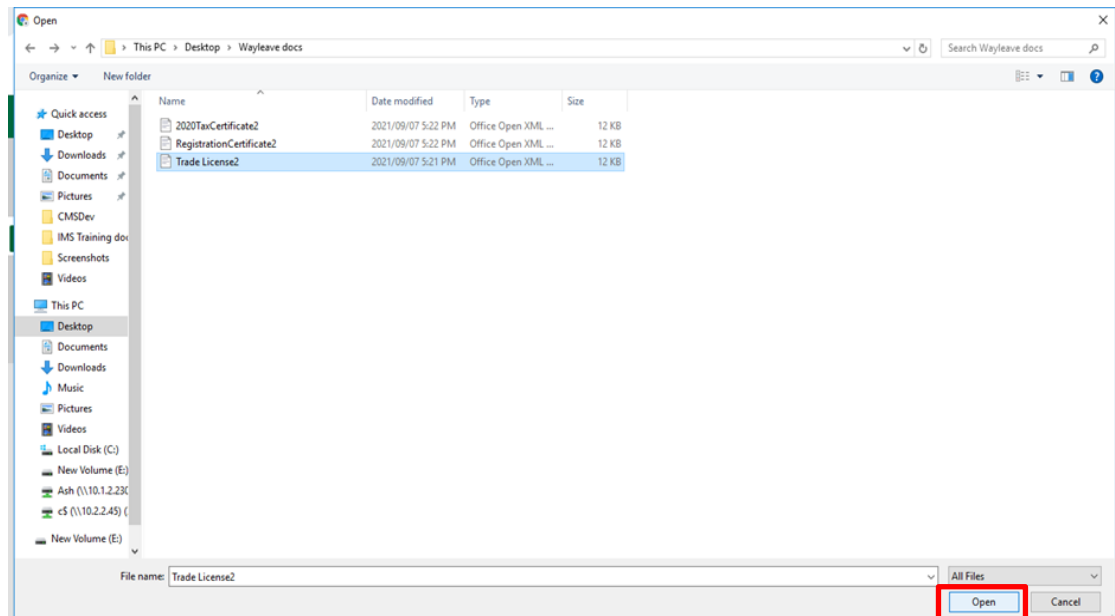 Open
This PC > Desktop > Wayleave docs
Search Wayleave docs
Organize
New folder
Name
Date modified
Type
Size
2020TaxCertificate2 2021/09/07 5:22 PM Office Open XML ... 12 KB
RegistrationCertificate2 2021/09/07 5:22 PM Office Open XML ... 12 KB
Trade License2 2021/09/07 5:21 PM Office Open XML ... 12 KB
Quick access
Desktop
Downloads
Documents
Pictures
CMSDev
IMS Training doc
Screenshots
Videos
This PC
Desktop
Documents
Downloads
Music
Pictures
Videos
Local Disk (C:)
New Volume (E:)
Ash (\\10.1.2.230
c$ (\\10.2.2.45) (
New Volume (E:)
File name: Trade License2
All Files
Open
Cancel